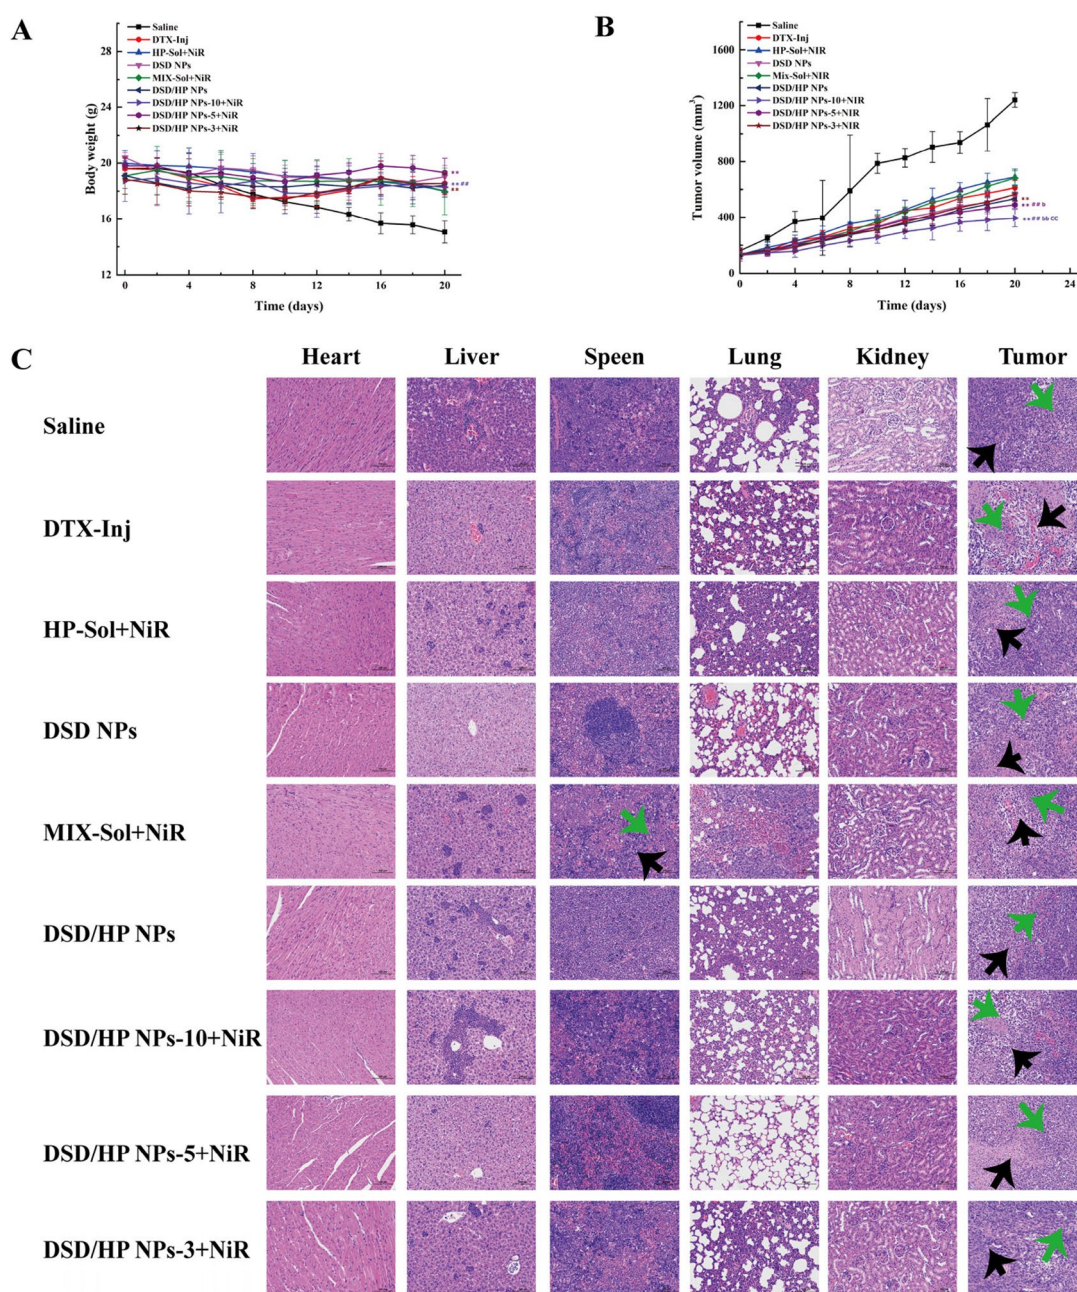 A
Saline
DTX-Inj
HP-Sol+NiR
DSD NPs
MIX-Sol+NiR
DSD/HP NPs
DSD/HP NPs-10+NiR
DSD/HP NPs-5+NiR
DSD/HP NPs-3+NiR
28
24
20
16
12
Body weight (g)
**
**##
**
0 4 8 12 16 20
Time (days)
B
Saline
DTX-Inj
HP-Sol+NIR
DSD NPs
Mix-Sol+NIR
DSD/HP NPs
DSD/HP NPs-10+NIR
DSD/HP NPs-5+NIR
DSD/HP NPs-3+NIR
1600
1200
800
400
0
Tumor volume (mm³)
**
**## b
**## bb cc
0 4 8 12 16 20 24
Time (days)
C
Heart Liver Speen Lung Kidney Tumor
Saline
DTX-Inj
HP-Sol+NiR
DSD NPs
MIX-Sol+NiR
DSD/HP NPs
DSD/HP NPs-10+NiR
DSD/HP NPs-5+NiR
DSD/HP NPs-3+NiR